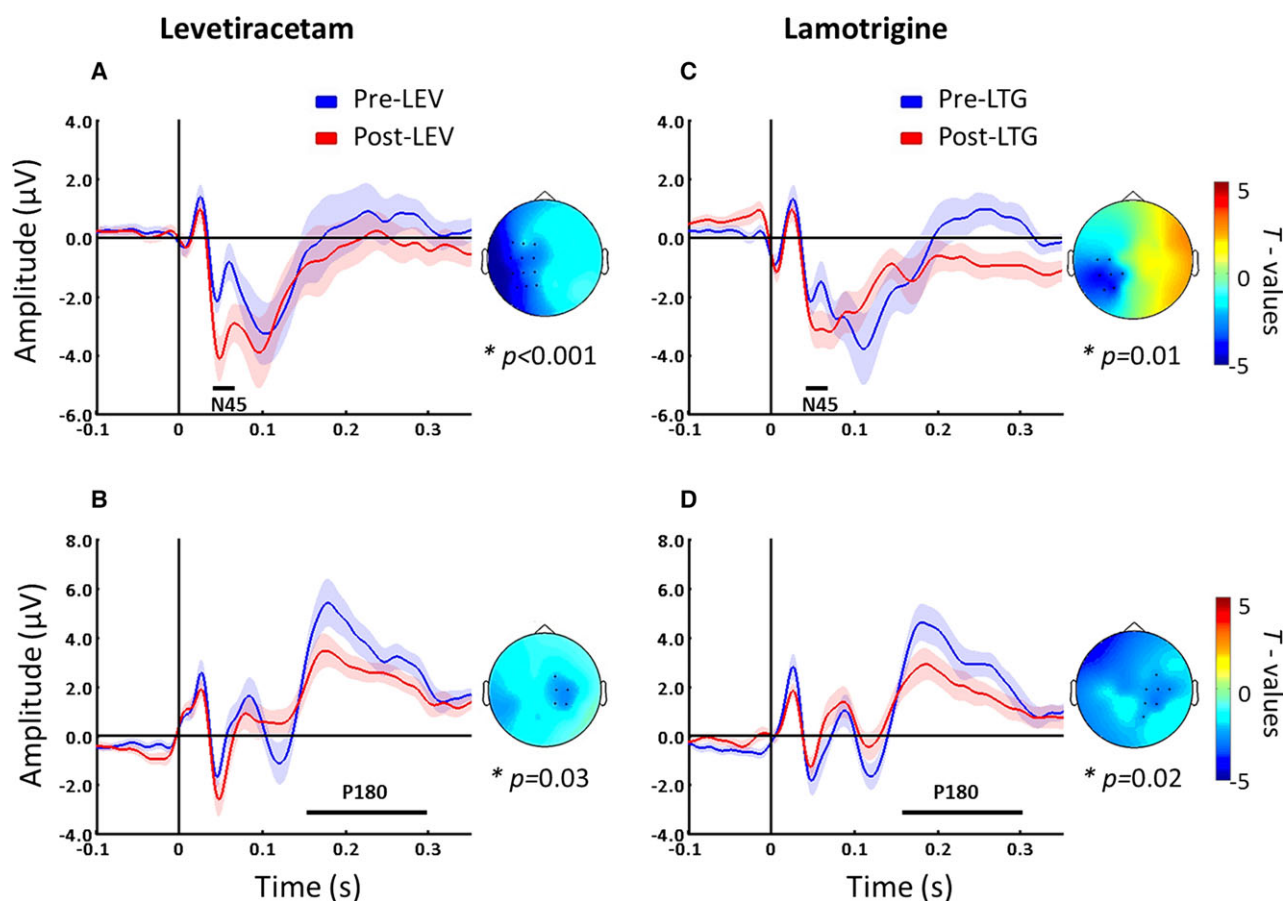 Levetiracetam
Lamotrigine
A
Pre-LEV
Post-LEV
Amplitude (µV)
4.0
2.0
0.0
-2.0
-4.0
-6.0
N45
-0.1
0
0.1
0.2
0.3
* p<0.001
C
Pre-LTG
Post-LTG
4.0
2.0
0.0
-2.0
-4.0
-6.0
N45
-0.1
0
0.1
0.2
0.3
* p=0.01
5
0
-5
T - values
B
Amplitude (µV)
8.0
6.0
4.0
2.0
0.0
-2.0
-4.0
P180
-0.1
0
0.1
0.2
0.3
Time (s)
* p=0.03
D
8.0
6.0
4.0
2.0
0.0
-2.0
-4.0
P180
-0.1
0
0.1
0.2
0.3
Time (s)
* p=0.02
5
0
-5
T - values